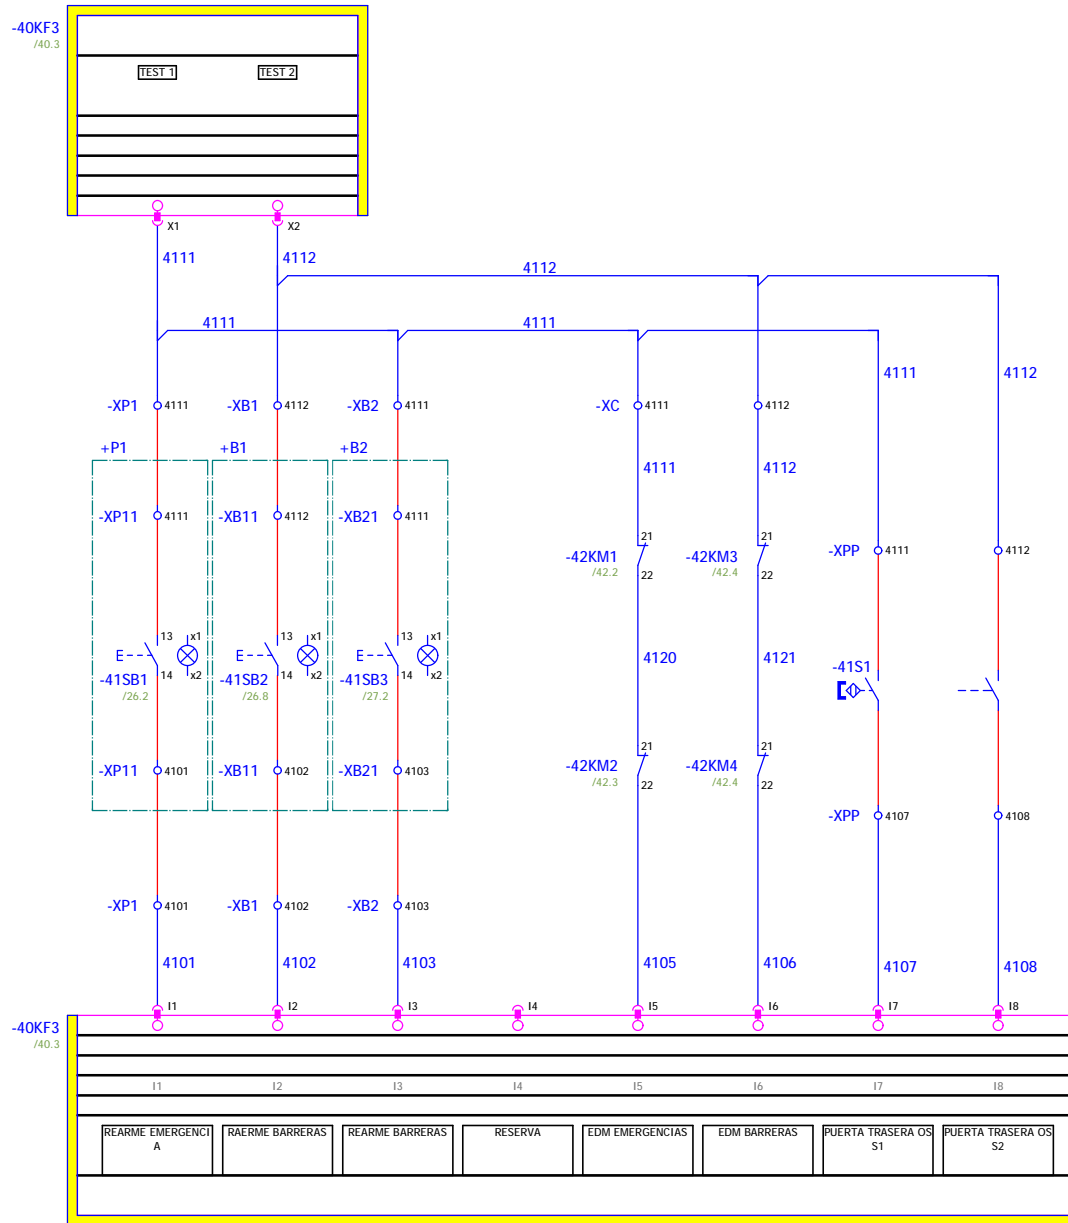 -40KF3
/40.3
TEST 1 TEST 2
X1 X2
4111 4112
4112
4111 4111
4111 4112
-XP1 4111 -XB1 4112 -XB2 4111 -XC 4111 4112
+P1 +B1 +B2
4111 4112
-XP11 4111 -XB11 4112 -XB21 4111
21 21
-42KM1 -42KM3 -XPP 4111 4112
/42.2 22 /42.4 22
13 x1 13 x1 13 x1
E E E 4120 4121
-41SB1 14 x2 -41SB2 14 x2 -41SB3 14 x2 -41S1
/26.2 /26.8 /27.2
21 21
-XP11 4101 -XB11 4102 -XB21 4103 -42KM2 -42KM4
/42.3 22 /42.4 22
-XPP 4107 4108
-XP1 4101 -XB1 4102 -XB2 4103
4101 4102 4103 4105 4106 4107 4108
I1 I2 I3 I4 I5 I6 I7 I8
-40KF3
/40.3
I1 I2 I3 I4 I5 I6 I7 I8
REARME EMERGENCI RAERME BARRERAS REARME BARRERAS RESERVA EDM EMERGENCIAS EDM BARRERAS PUERTA TRASERA OS PUERTA TRASERA OS
A S1 S2